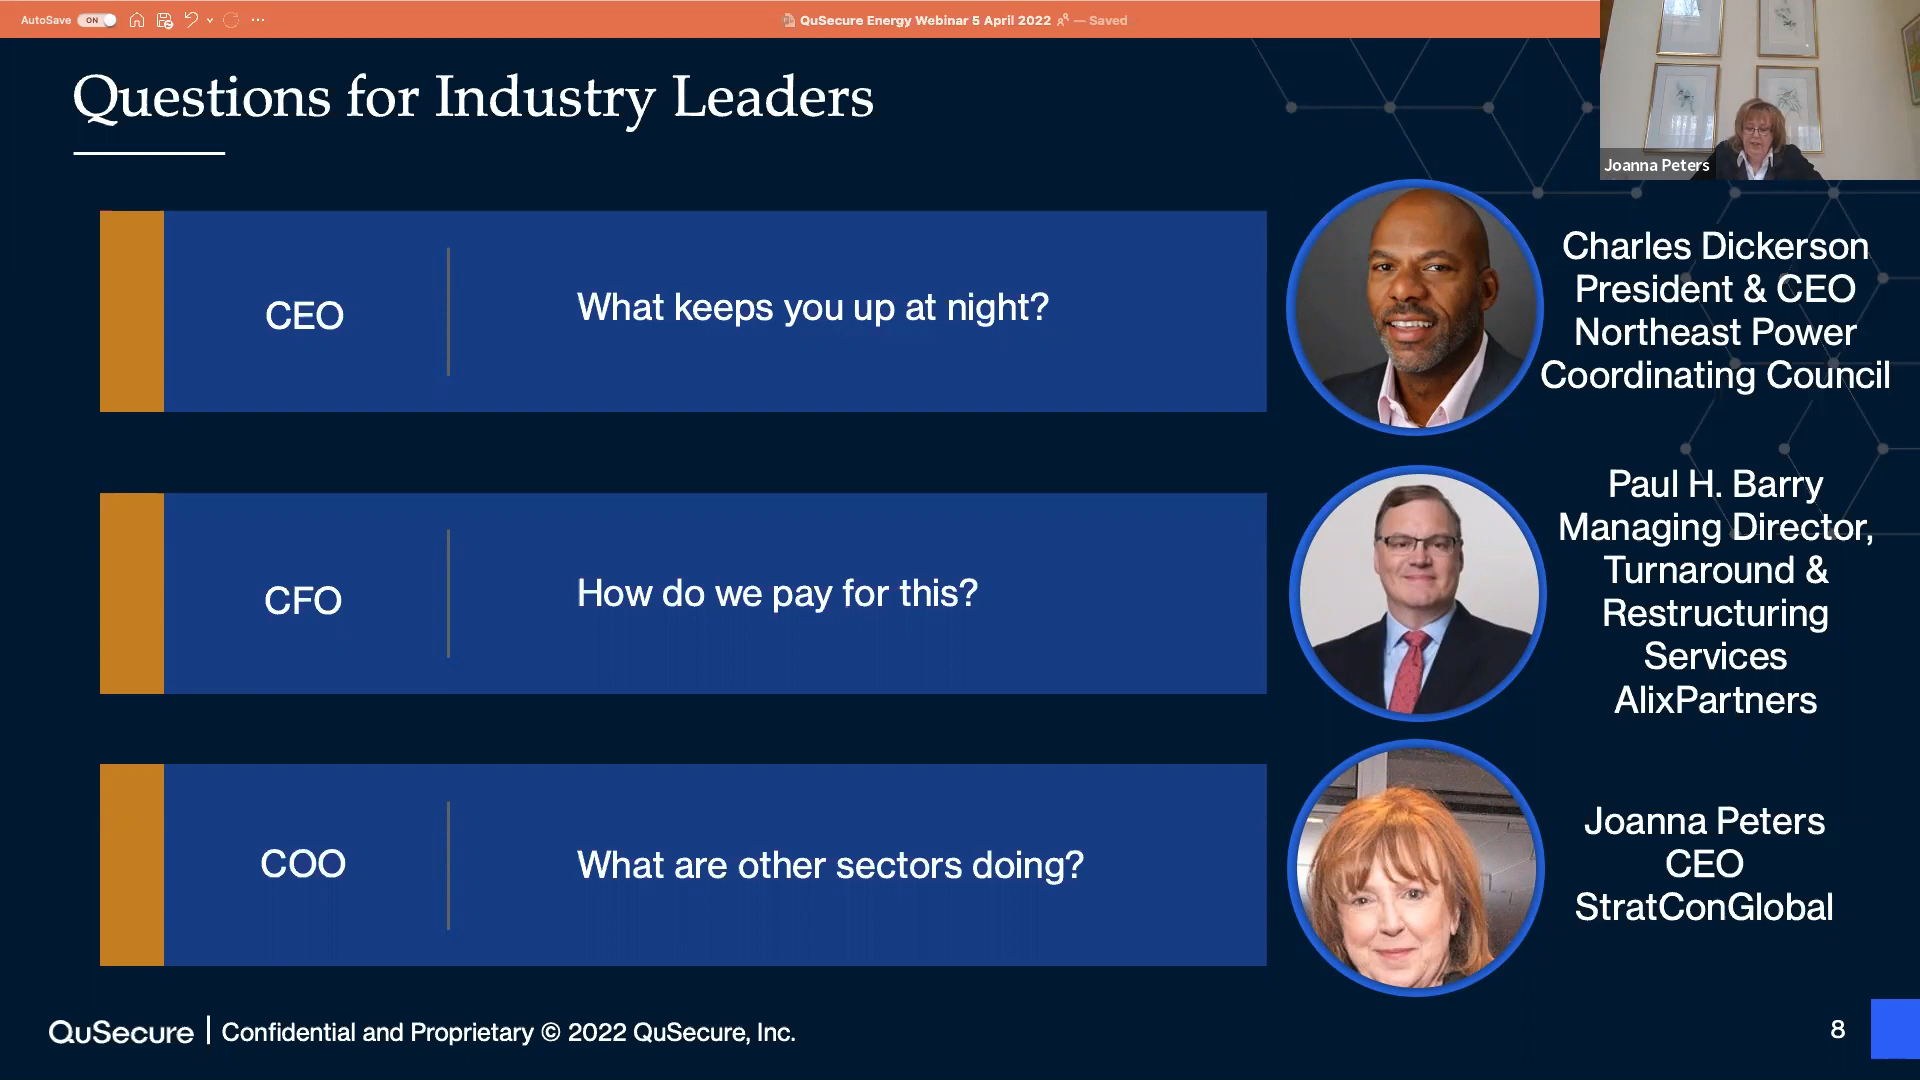 AutoSave ON
QuSecure Energy Webinar 5 April 2022 — Saved
Joanna Peters
Questions for Industry Leaders
CEO
What keeps you up at night?
Charles Dickerson
President & CEO
Northeast Power
Coordinating Council
CFO
How do we pay for this?
Paul H. Barry
Managing Director,
Turnaround &
Restructuring
Services
AlixPartners
COO
What are other sectors doing?
Joanna Peters
CEO
StratConGlobal
QuSecure | Confidential and Proprietary © 2022 QuSecure, Inc.
8